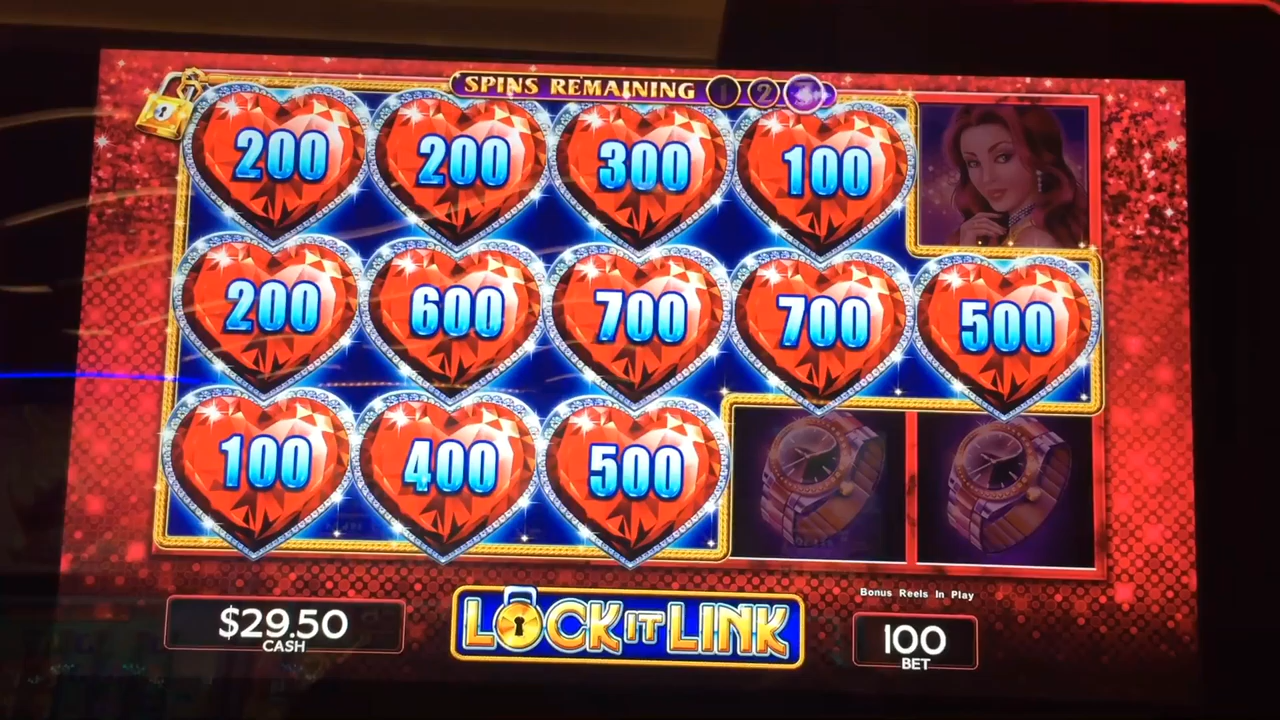 SPINS REMAINING 1 2 3
200 200 300 100
200 600 700 700 500
100 400 500
Bonus Reels In Play
$29.50
CASH
LOCK IT LINK
100
BET